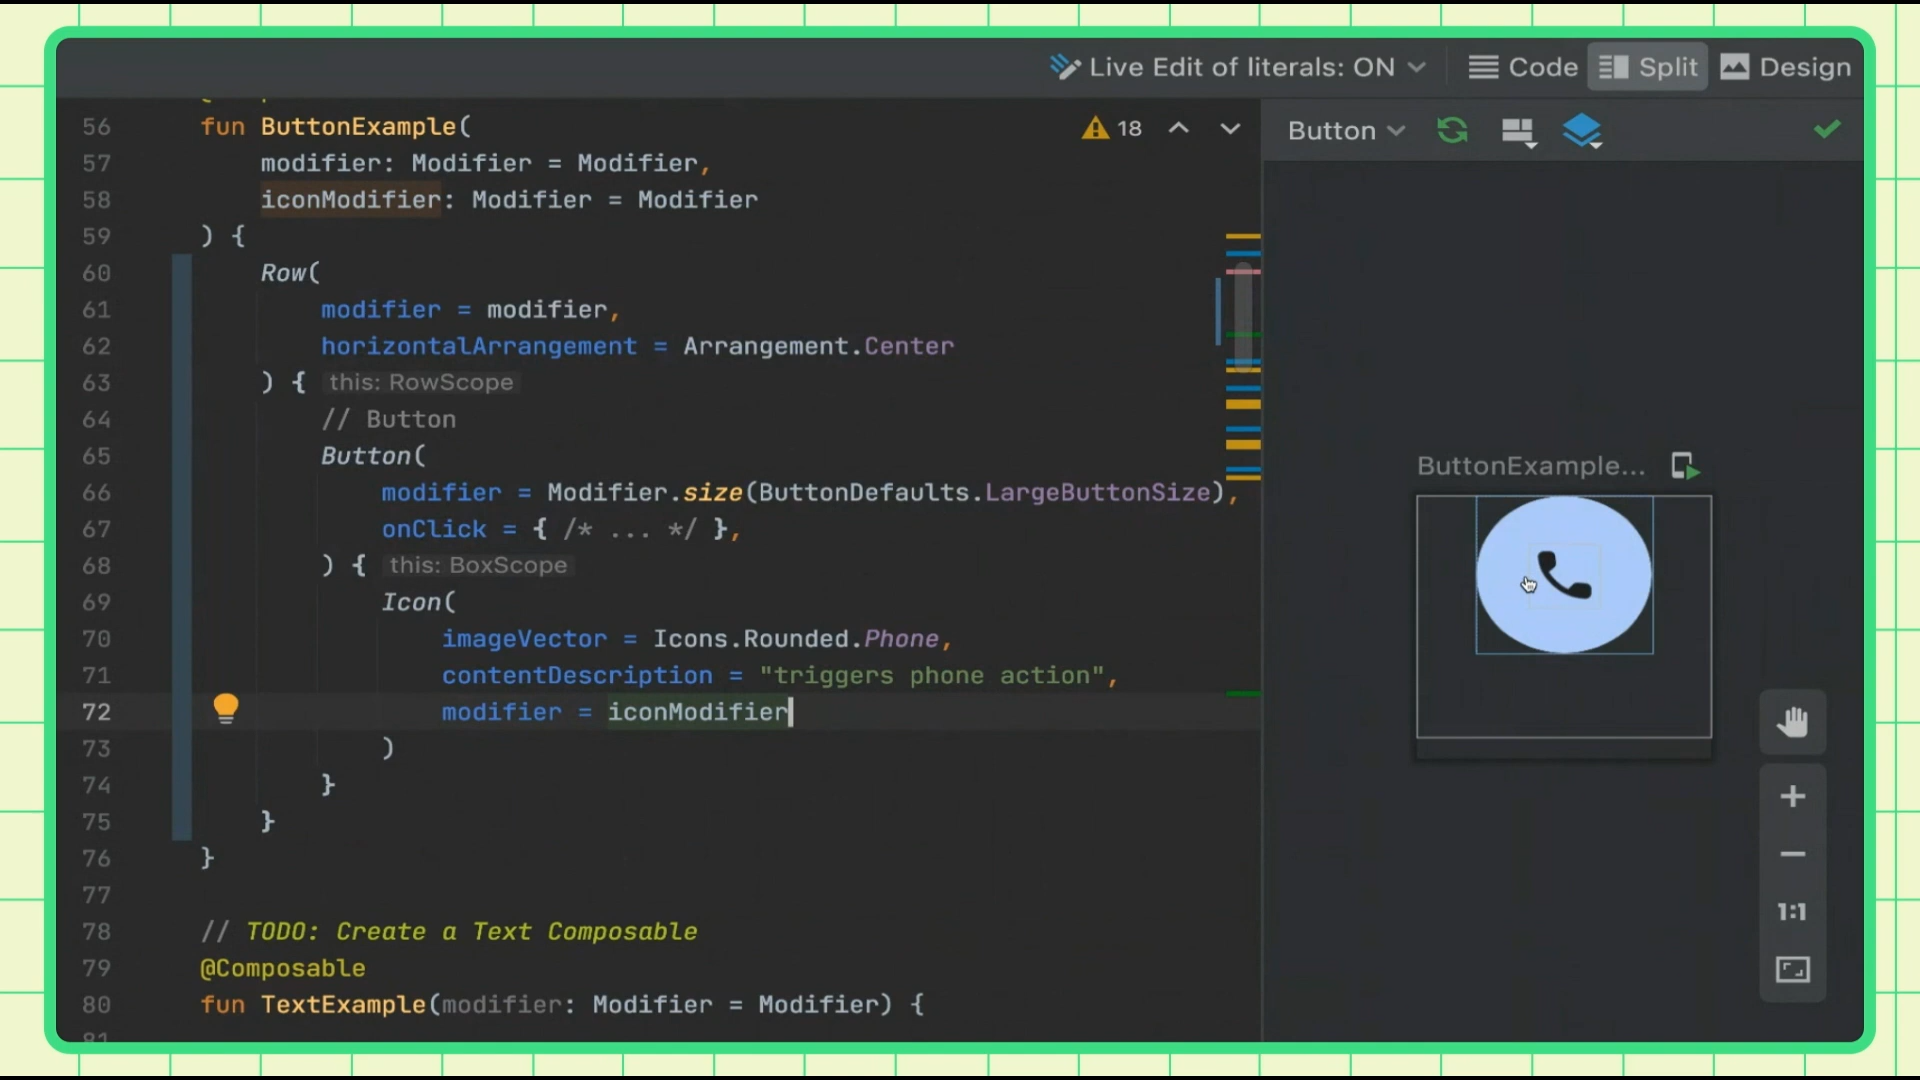 Live Edit of literals: ON
Code
Split
Design
56 fun ButtonExample(
18
57 modifier: Modifier = Modifier,
58 iconModifier: Modifier = Modifier
59 ) {
60 Row(
61 modifier = modifier,
62 horizontalArrangement = Arrangement.Center
63 ) { this: RowScope
64 // Button
65 Button(
66 modifier = Modifier.size(ButtonDefaults.LargeButtonSize),
67 onClick = { /* ... */ },
68 ) { this: BoxScope
69 Icon(
70 imageVector = Icons.Rounded.Phone,
71 contentDescription = "triggers phone action",
72 modifier = iconModifier
73 )
74 }
75 }
76 }
77
78 // TODO: Create a Text Composable
79 @Composable
80 fun TextExample(modifier: Modifier = Modifier) {
81
Button
ButtonExample...
1:1